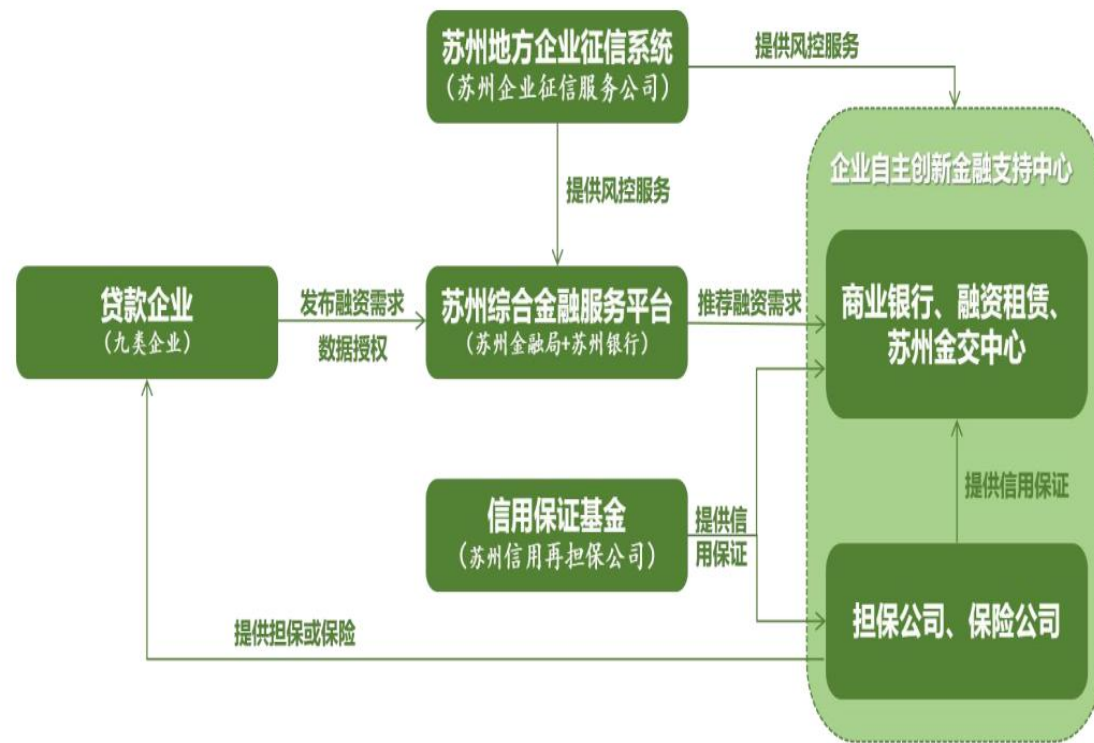 苏州地方企业征信系统
（苏州企业征信服务公司）
提供风控服务
企业自主创新金融支持中心
提供风控服务
贷款企业
（九类企业）
发布融资需求
数据授权
苏州综合金融服务平台
（苏州金融局+苏州银行）
推荐融资需求
商业银行、融资租赁、
苏州金交中心
信用保证基金
（苏州信用再担保公司）
提供信
用保证
提供信用保证
担保公司、保险公司
提供担保或保险